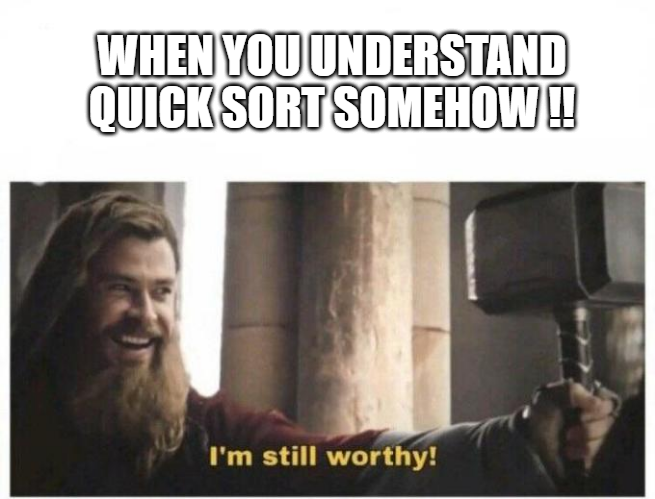 WHEN YOU UNDERSTAND
QUICK SORT SOMEHOW !!
I'm still worthy!